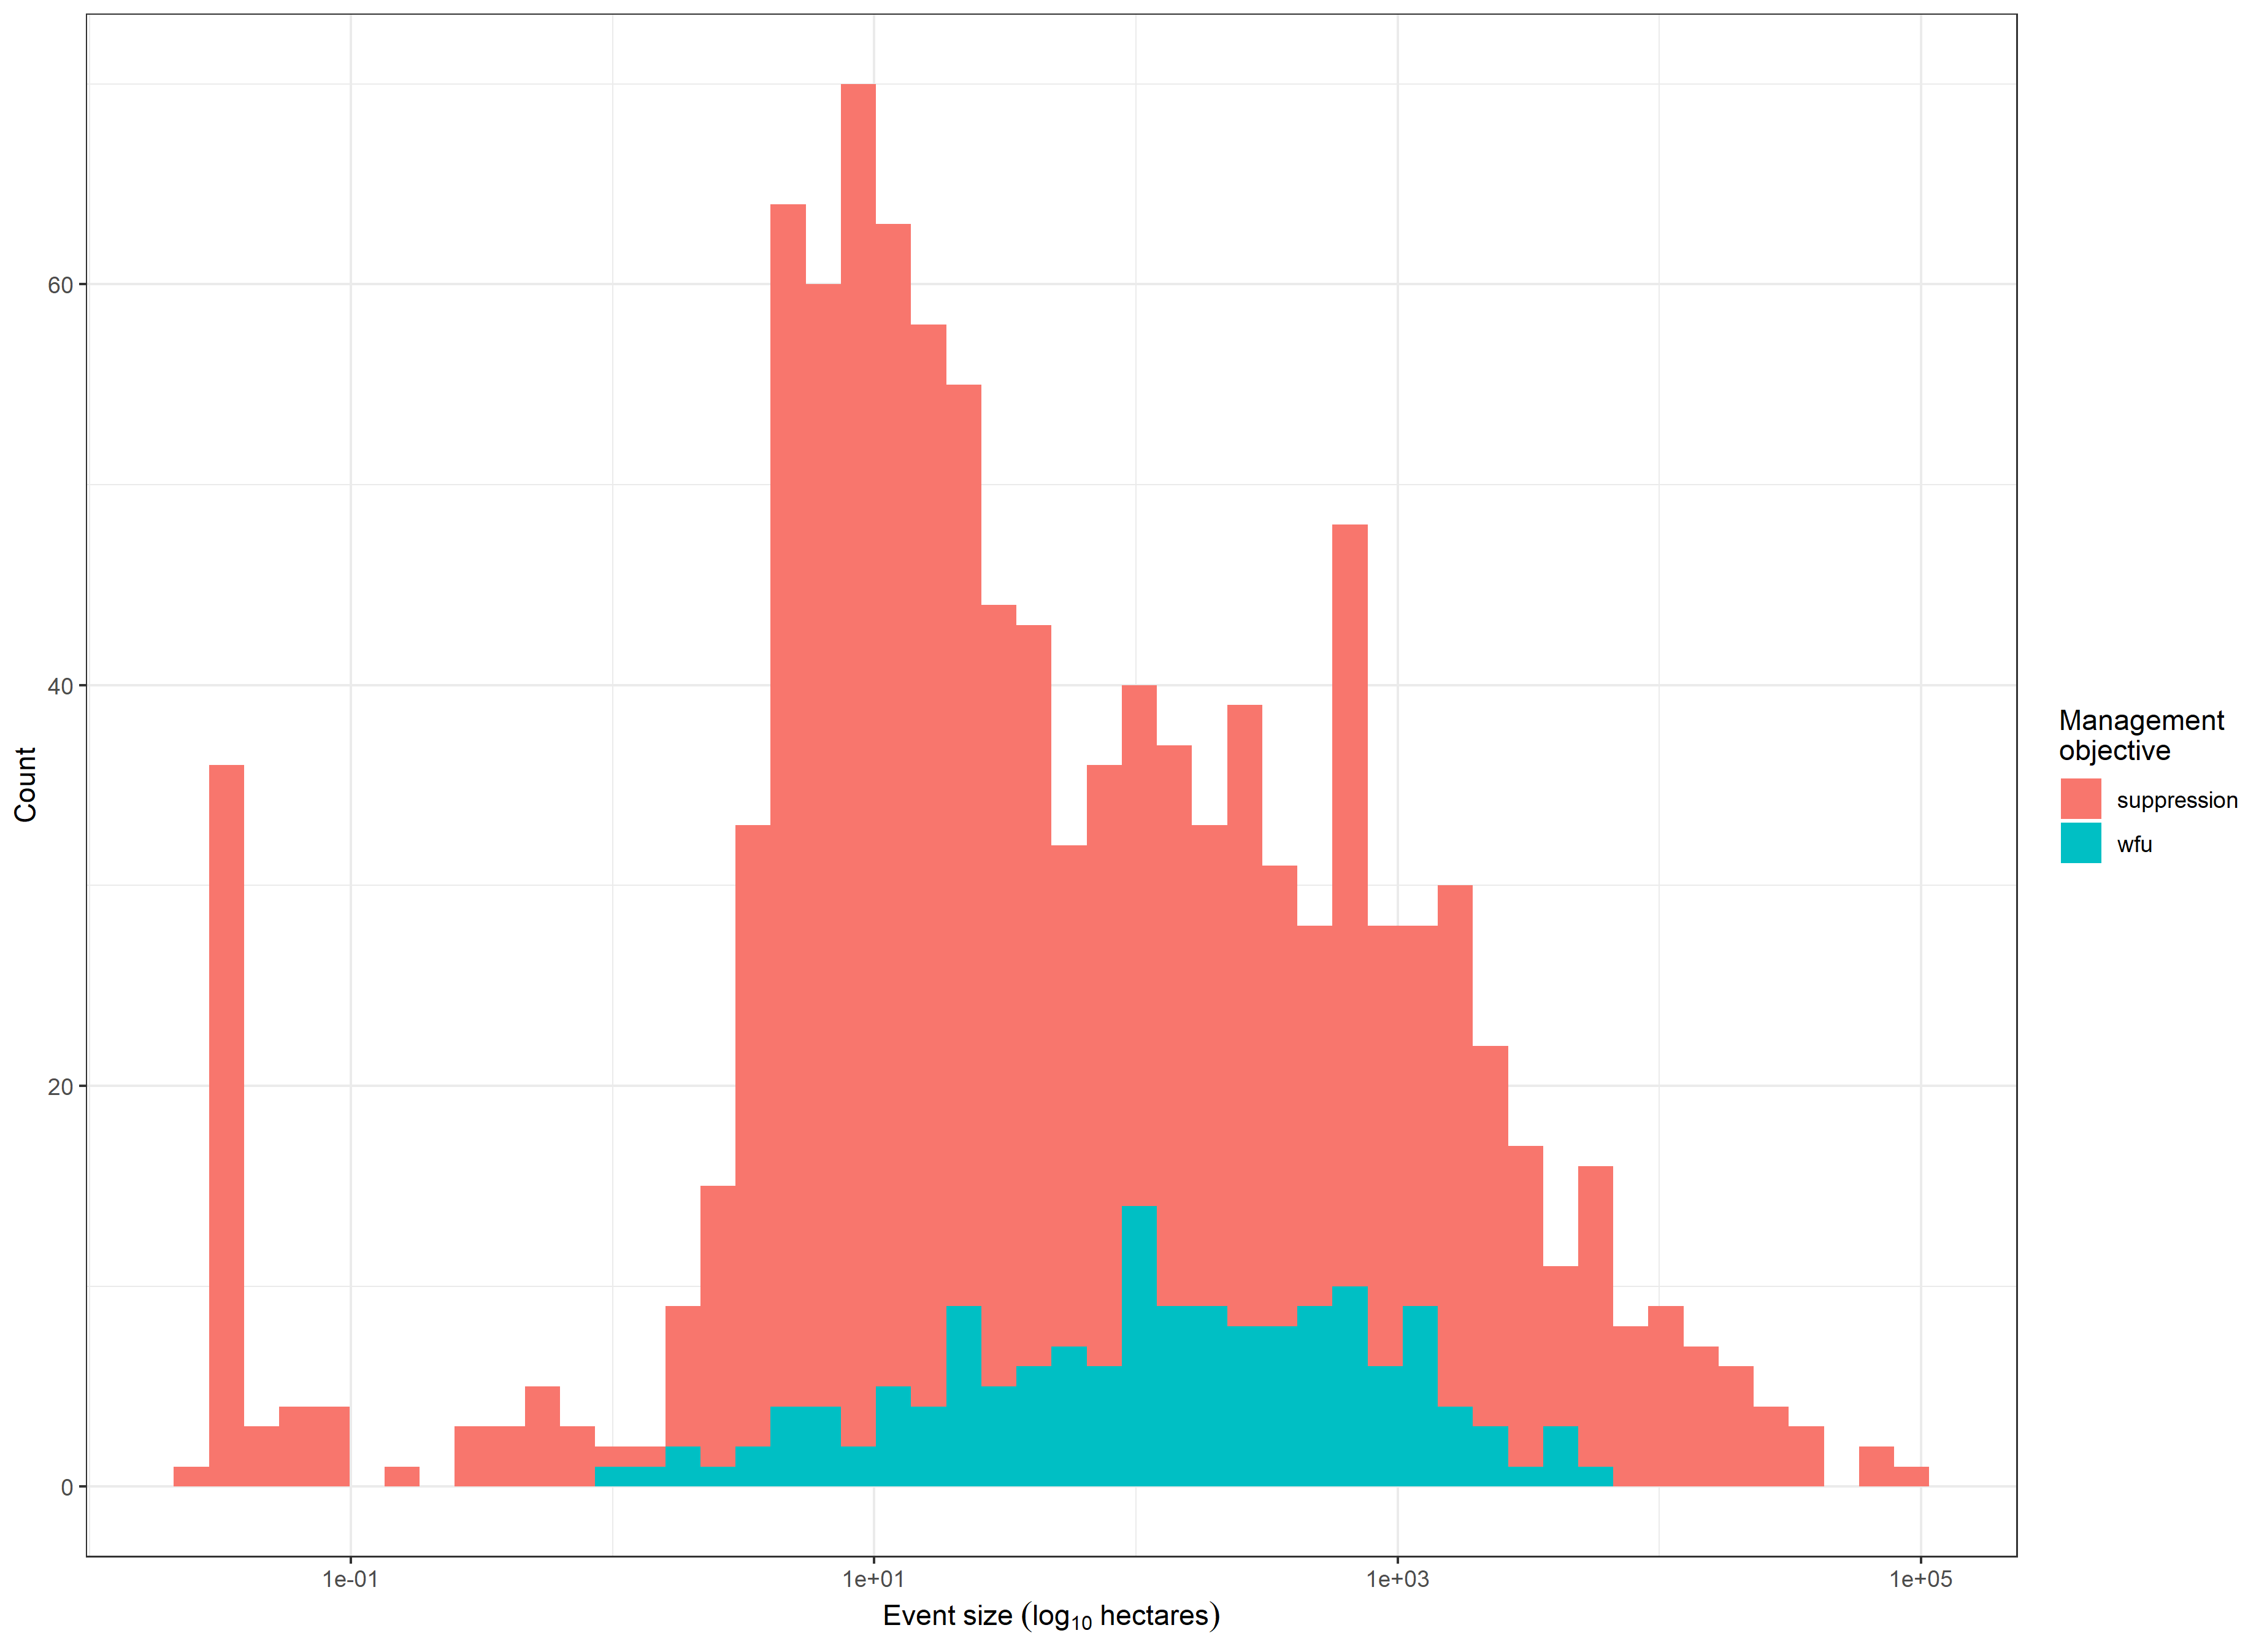 60
40
20
0
Count
1e-01
1e+01
1e+03
1e+05
Event size (log₁₀ hectares)
Management
objective
suppression
wfu